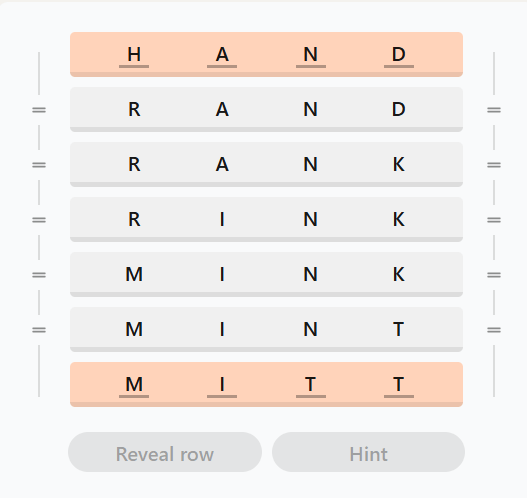 H A N D
R A N D
R A N K
R I N K
M I N K
M I N T
M I T T
Reveal row Hint